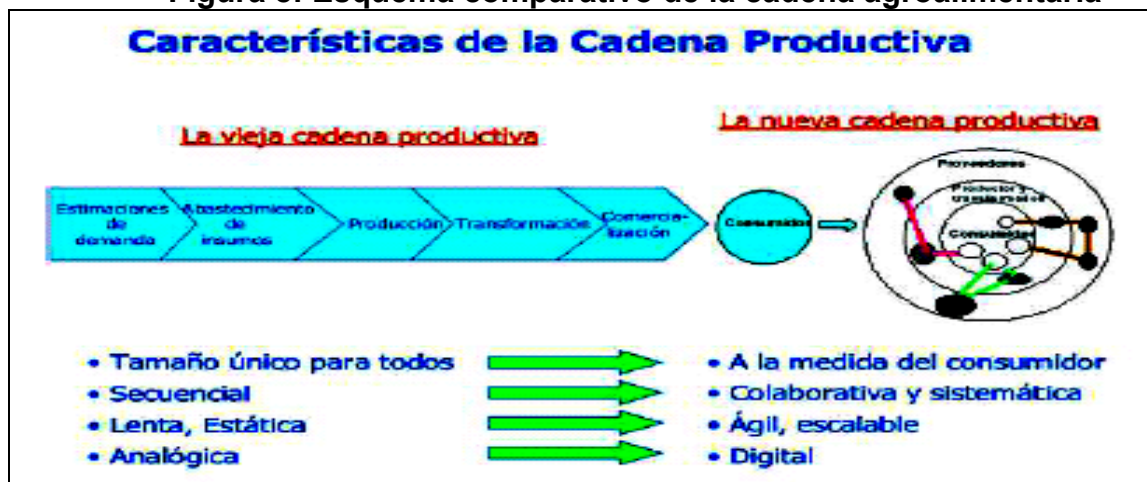 Figura 3. Esquema comparativo de la cadena agroalimentaria
Características de la Cadena Productiva
La vieja cadena productiva
La nueva cadena productiva
Estimaciones
de
demanda
Abastecimiento
de
insumos
Producción
Transformación
Comercia-
lización
Consumidor
Proveedores
Productor y
Consumidor
• Tamaño único para todos
• Secuencial
• Lenta, Estática
• Analógica
• A la medida del consumidor
• Colaborativa y sistemática
• Ágil, escalable
• Digital